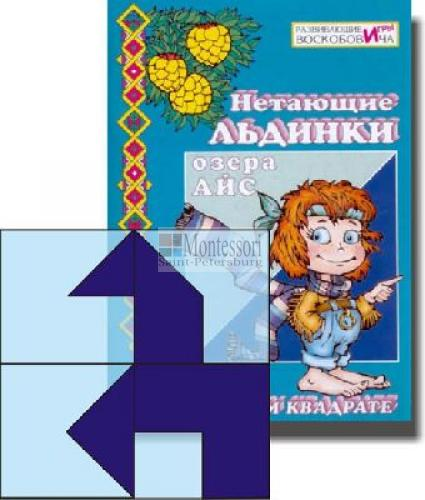 РАЗВИВАЮЩИЕ ИГРЫ
ВОСКОБОВИЧА
Нетающие
ЛЬДИНКИ
озера
АЙС
Montessori
Saint-Petersburg
КВАДРАТЕ